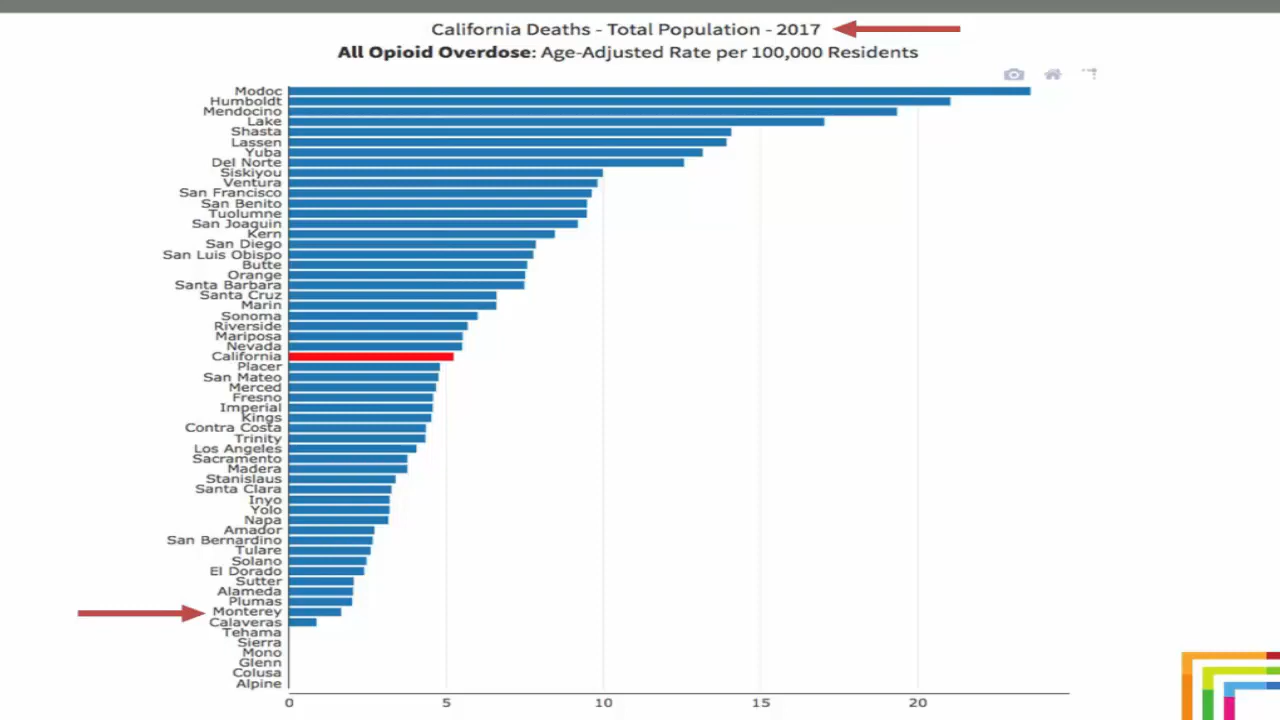 California Deaths - Total Population - 2017
All Opioid Overdose: Age-Adjusted Rate per 100,000 Residents
Modoc
Humboldt
Mendocino
Lake
Shasta
Lassen
Yuba
Del Norte
Siskiyou
Ventura
San Francisco
San Benito
Tuolumne
San Joaquin
Kern
San Diego
San Luis Obispo
Butte
Orange
Santa Barbara
Santa Cruz
Marin
Sonoma
Riverside
Mariposa
Nevada
California
Placer
San Mateo
Merced
Fresno
Imperial
Kings
Contra Costa
Trinity
Los Angeles
Sacramento
Madera
Stanislaus
Santa Clara
Inyo
Yolo
Napa
Amador
San Bernardino
Tulare
Solano
El Dorado
Sutter
Alameda
Plumas
Monterey
Calaveras
Tehama
Sierra
Mono
Glenn
Colusa
Alpine
0 5 10 15 20